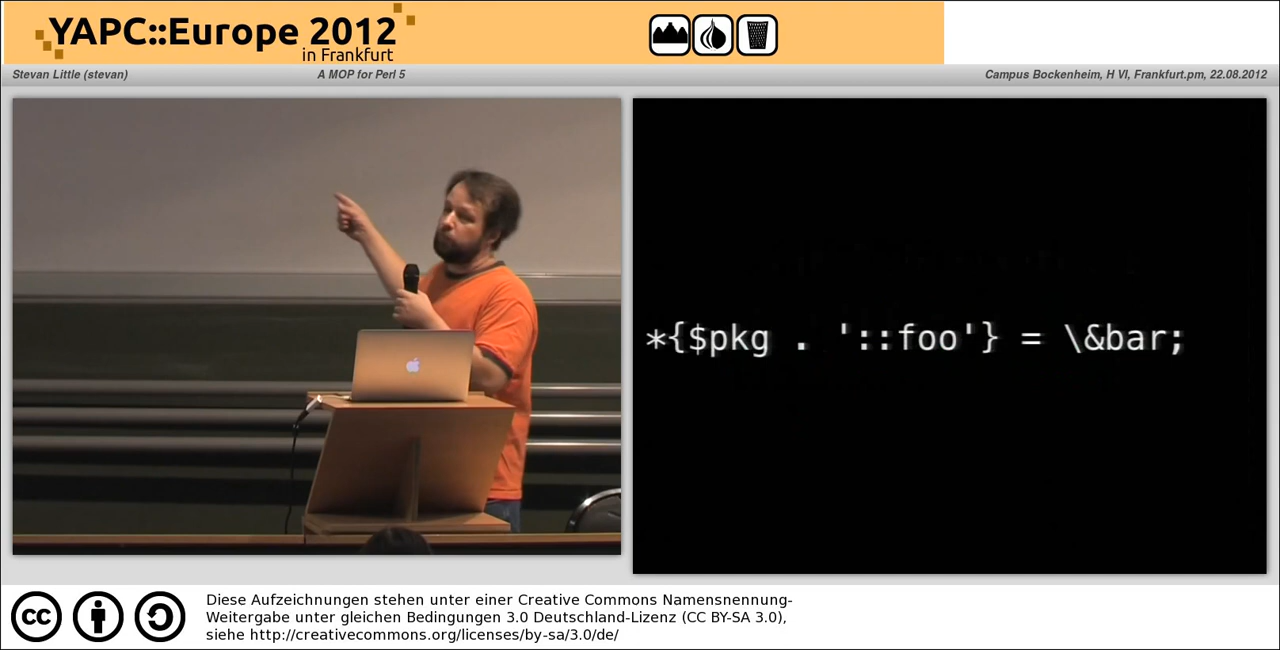 YAPC::Europe 2012
in Frankfurt
Stevan Little (stevan) A MOP for Perl 5 Campus Bockenheim, H VI, Frankfurt.pm, 22.08.2012
*{$pkg . '::foo'} = \&bar;
cc
Diese Aufzeichnungen stehen unter einer Creative Commons Namensnennung-
Weitergabe unter gleichen Bedingungen 3.0 Deutschland-Lizenz (CC BY-SA 3.0),
siehe http://creativecommons.org/licenses/by-sa/3.0/de/